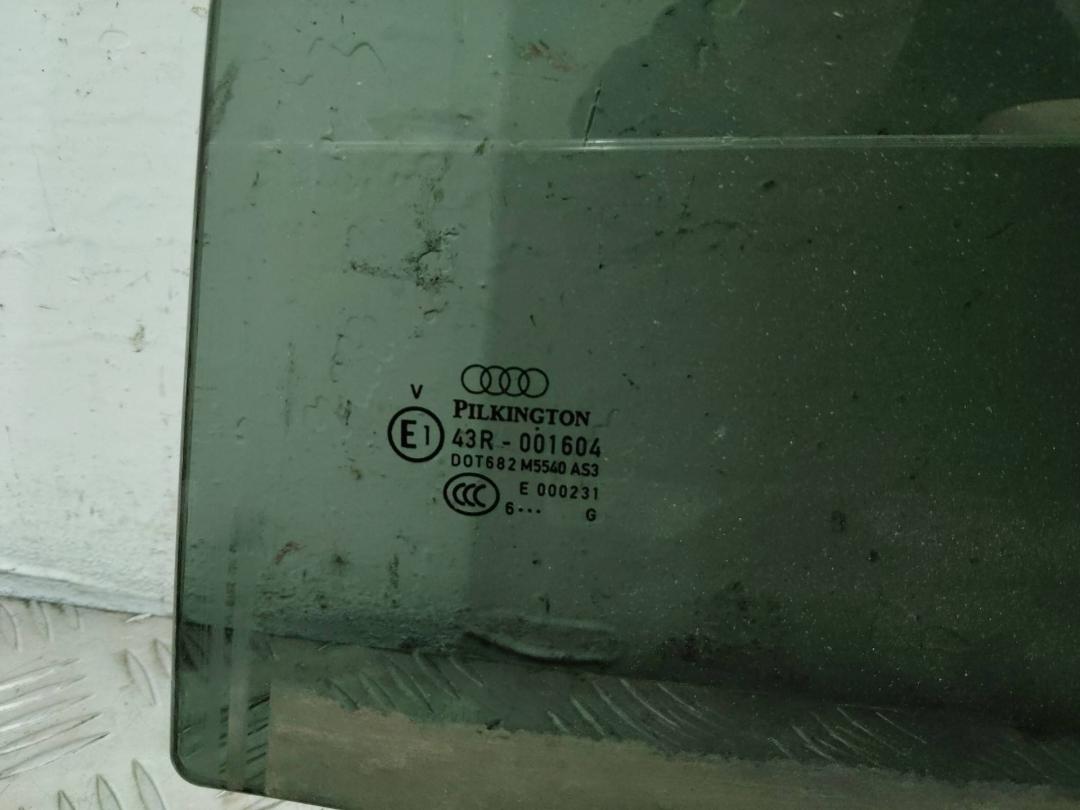 V
PILKINGTON
E1 43R - 001604
DOT682 M5540 AS3
CCC E 000231
6... G